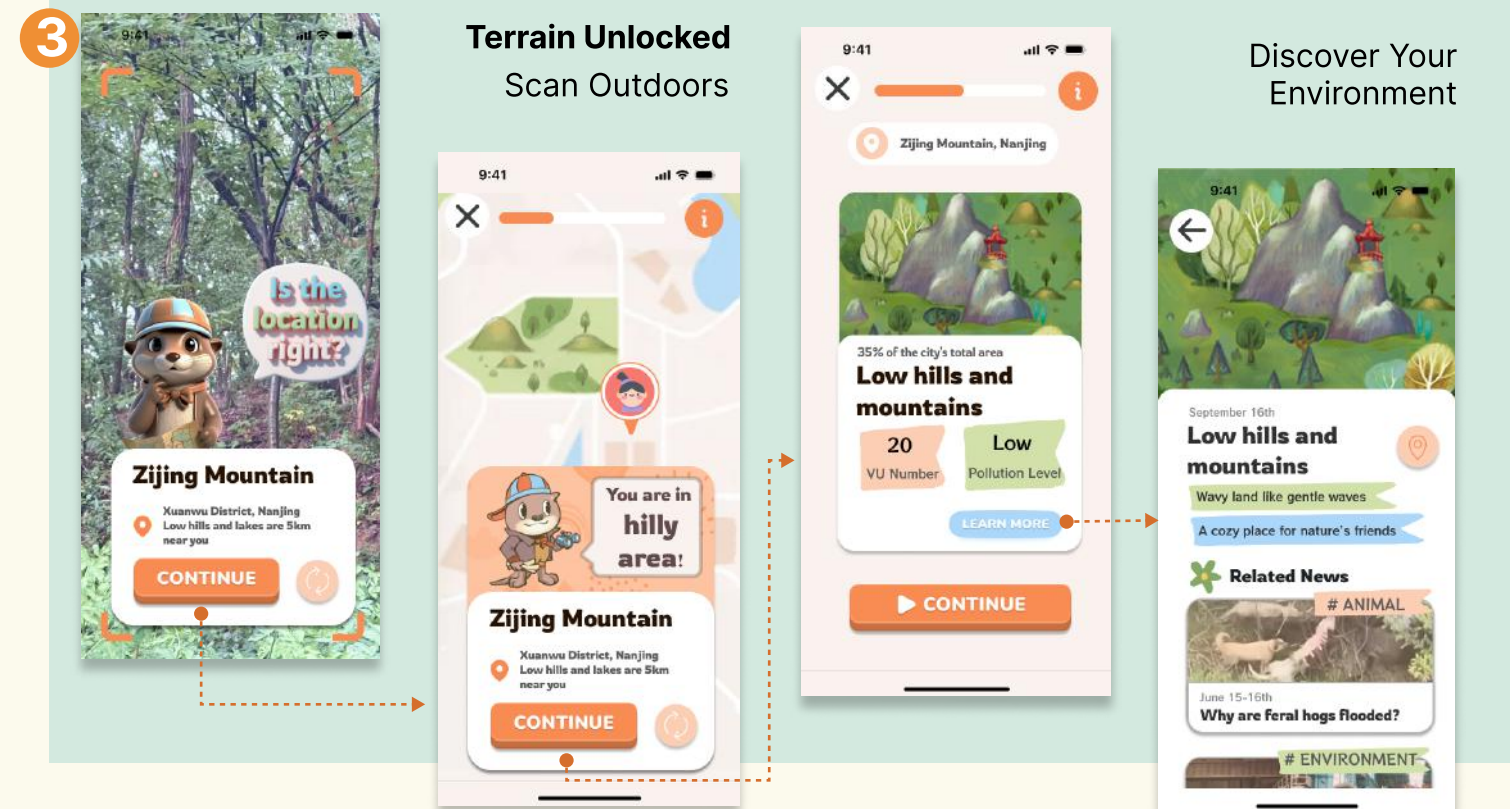 3
Terrain Unlocked
Scan Outdoors
Discover Your
Environment
9:41
Is the
location
right?
Zijing Mountain
Xuanwu District, Nanjing
Low hills and lakes are 5km
near you
CONTINUE
9:41
i
You are in
hilly
area!
Zijing Mountain
Xuanwu District, Nanjing
Low hills and lakes are 5km
near you
CONTINUE
9:41
i
Zijing Mountain, Nanjing
35% of the city's total area
Low hills and
mountains
20
VU Number
Low
Pollution Level
LEARN MORE
CONTINUE
9:41
September 16th
Low hills and
mountains
Wavy land like gentle waves
A cozy place for nature's friends
Related News
# ANIMAL
June 15-16th
Why are feral hogs flooded?
# ENVIRONMENT